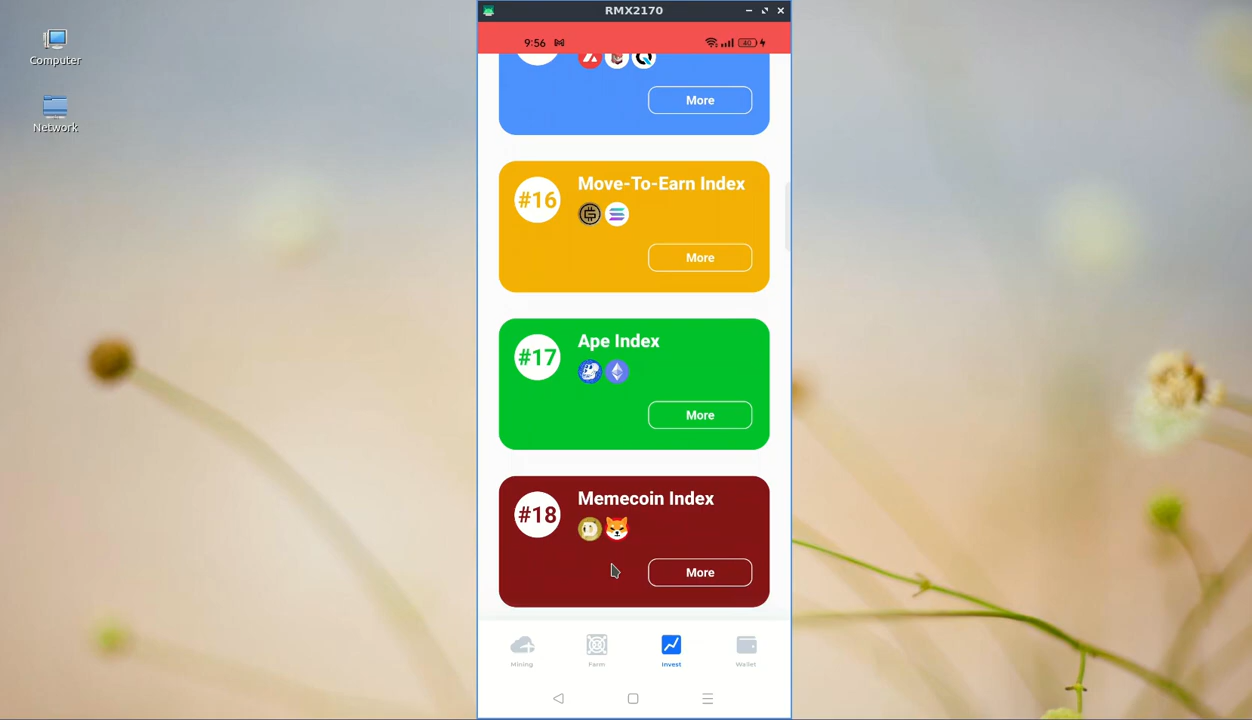 RMX2170
Computer
Network
9:56
40
More
#16
Move-To-Earn Index
More
#17
Ape Index
More
#18
Memecoin Index
More
Mining
Farm
Invest
Wallet